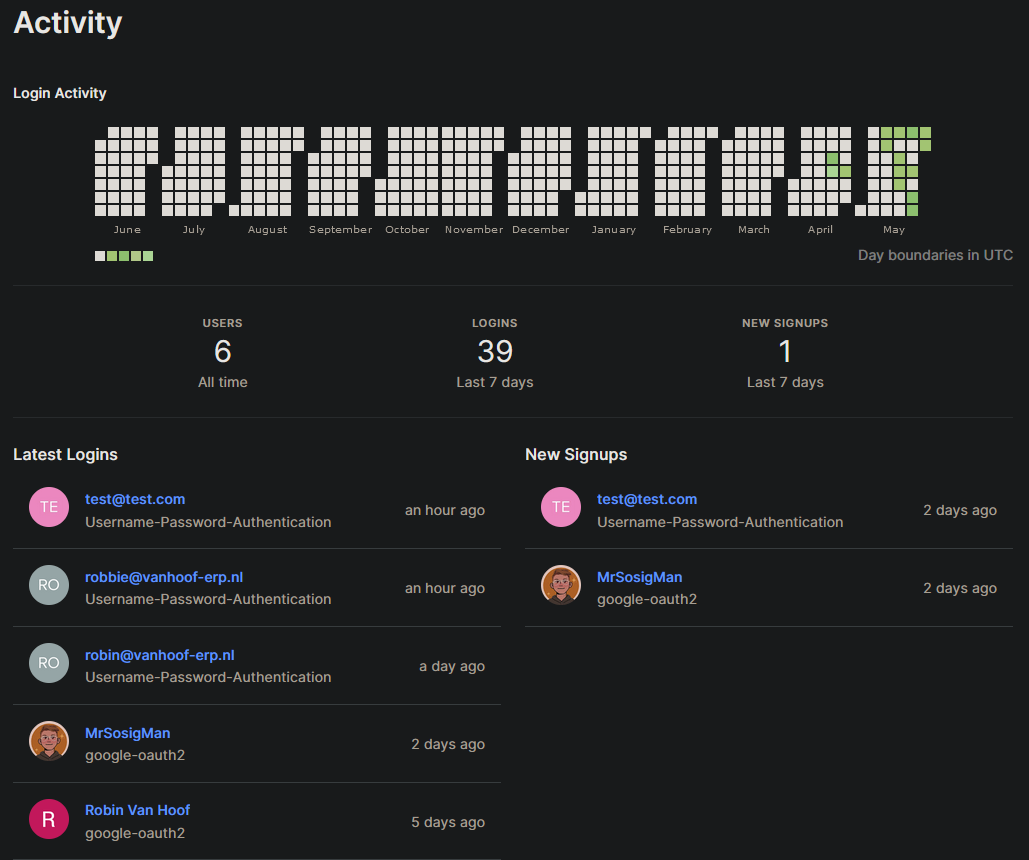 Activity
Login Activity
June July August September October November December January February March April May
Day boundaries in UTC
USERS
6
All time
LOGINS
39
Last 7 days
NEW SIGNUPS
1
Last 7 days
Latest Logins
TE
test@test.com
Username-Password-Authentication
an hour ago
RO
robbie@vanhoof-erp.nl
Username-Password-Authentication
an hour ago
RO
robin@vanhoof-erp.nl
Username-Password-Authentication
a day ago
MrSosigMan
google-oauth2
2 days ago
R
Robin Van Hoof
google-oauth2
5 days ago
New Signups
TE
test@test.com
Username-Password-Authentication
2 days ago
MrSosigMan
google-oauth2
2 days ago